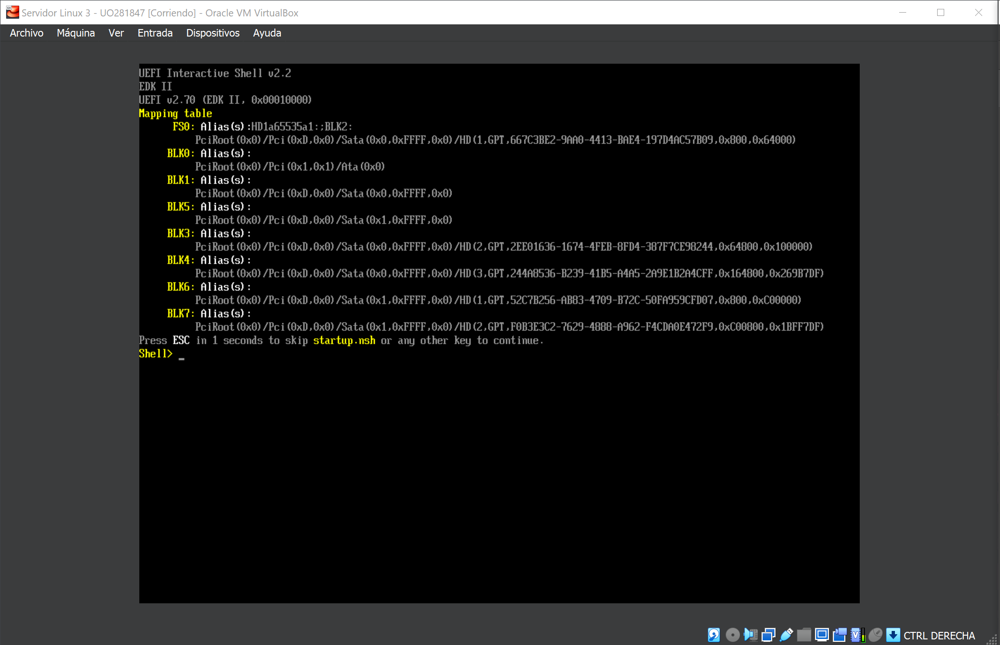 Servidor Linux 3 - UO281847 [Corriendo] - Oracle VM VirtualBox
Archivo Máquina Ver Entrada Dispositivos Ayuda
UEFI Interactive Shell v2.2
EDK II
UEFI v2.70 (EDK II, 0x00010000)
Mapping table
FS0: Alias(s):HD1a65535a1:;BLK2:
PciRoot(0x0)/Pci(0xD,0x0)/Sata(0x0,0xFFFF,0x0)/HD(1,GPT,667C3BE2-9AA0-4413-BAE4-197D4AC57B09,0x800,0x64000)
BLK0: Alias(s):
PciRoot(0x0)/Pci(0x1,0x1)/Ata(0x0)
BLK1: Alias(s):
PciRoot(0x0)/Pci(0xD,0x0)/Sata(0x0,0xFFFF,0x0)
BLK5: Alias(s):
PciRoot(0x0)/Pci(0xD,0x0)/Sata(0x1,0xFFFF,0x0)
BLK3: Alias(s):
PciRoot(0x0)/Pci(0xD,0x0)/Sata(0x0,0xFFFF,0x0)/HD(2,GPT,2EE01636-1674-4FEB-8FD4-387F7CE98244,0x64800,0x100000)
BLK4: Alias(s):
PciRoot(0x0)/Pci(0xD,0x0)/Sata(0x0,0xFFFF,0x0)/HD(3,GPT,244A8536-B239-41B5-A4A5-2A9E1B2A4CFF,0x164800,0x269B7DF)
BLK6: Alias(s):
PciRoot(0x0)/Pci(0xD,0x0)/Sata(0x1,0xFFFF,0x0)/HD(1,GPT,52C7B256-AB83-4709-B72C-50FA959CFD07,0x800,0xC00000)
BLK7: Alias(s):
PciRoot(0x0)/Pci(0xD,0x0)/Sata(0x1,0xFFFF,0x0)/HD(2,GPT,F0B3E3C2-7629-4888-A962-F4CDA0E472F9,0xC00800,0x1BFF7DF)
Press ESC in 1 seconds to skip startup.nsh or any other key to continue.
Shell> _
CTRL DERECHA